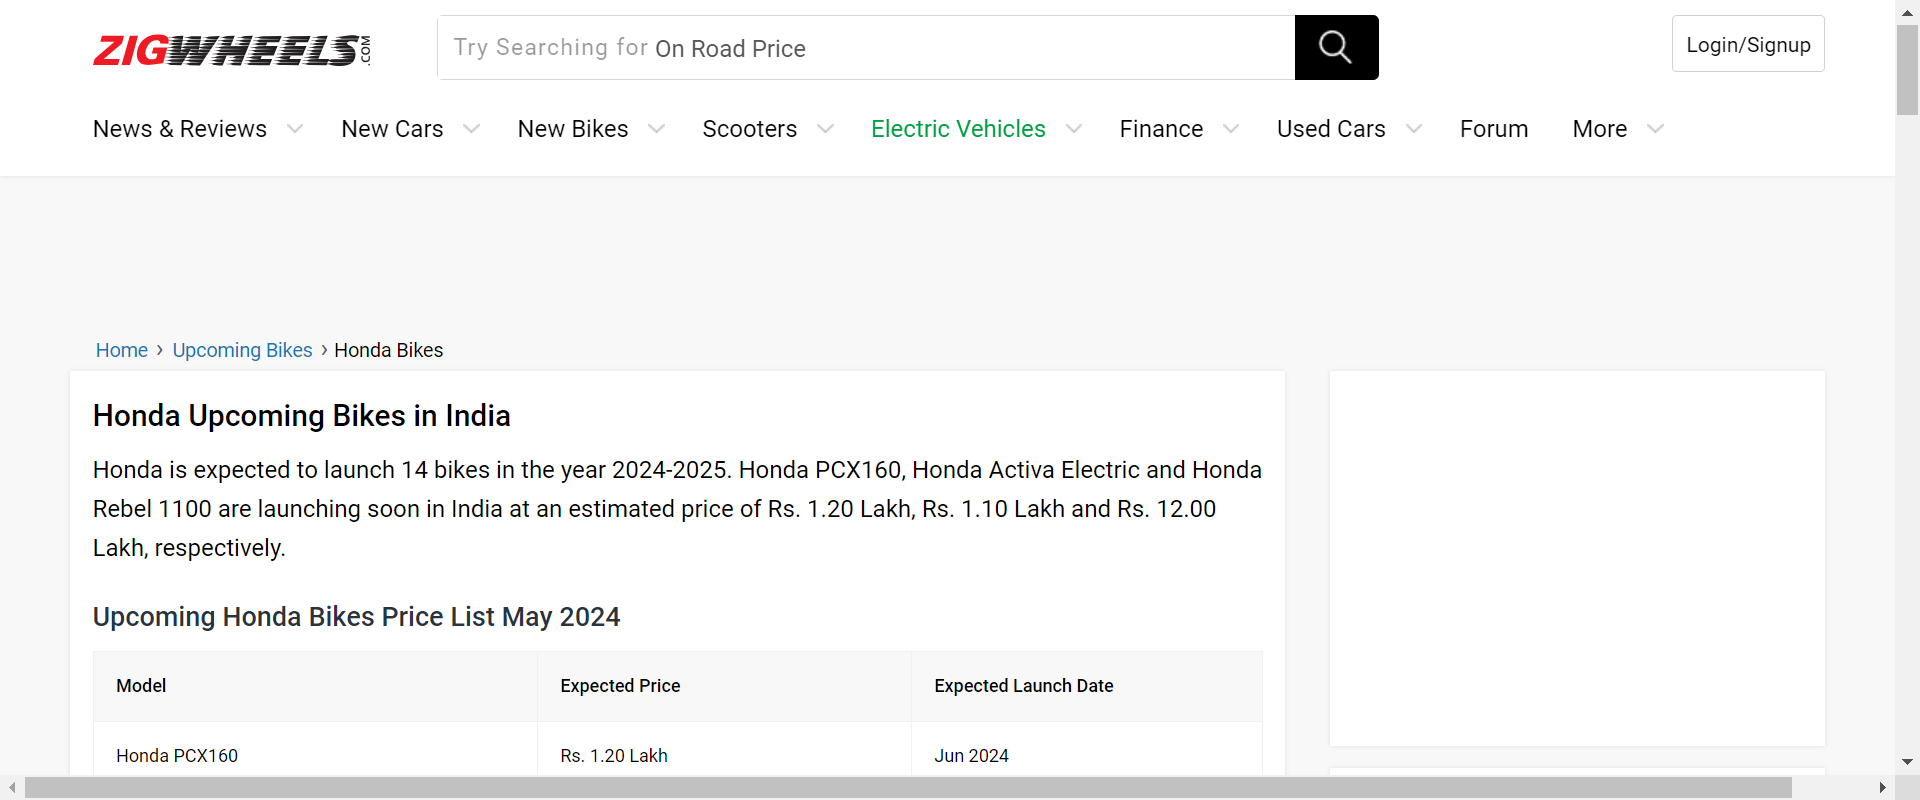 ZIGWHEELS.COM
Try Searching for On Road Price
Login/Signup
News & Reviews New Cars New Bikes Scooters Electric Vehicles Finance Used Cars Forum More
Home › Upcoming Bikes › Honda Bikes
Honda Upcoming Bikes in India
Honda is expected to launch 14 bikes in the year 2024-2025. Honda PCX160, Honda Activa Electric and Honda
Rebel 1100 are launching soon in India at an estimated price of Rs. 1.20 Lakh, Rs. 1.10 Lakh and Rs. 12.00
Lakh, respectively.
Upcoming Honda Bikes Price List May 2024
Model Expected Price Expected Launch Date
Honda PCX160 Rs. 1.20 Lakh Jun 2024